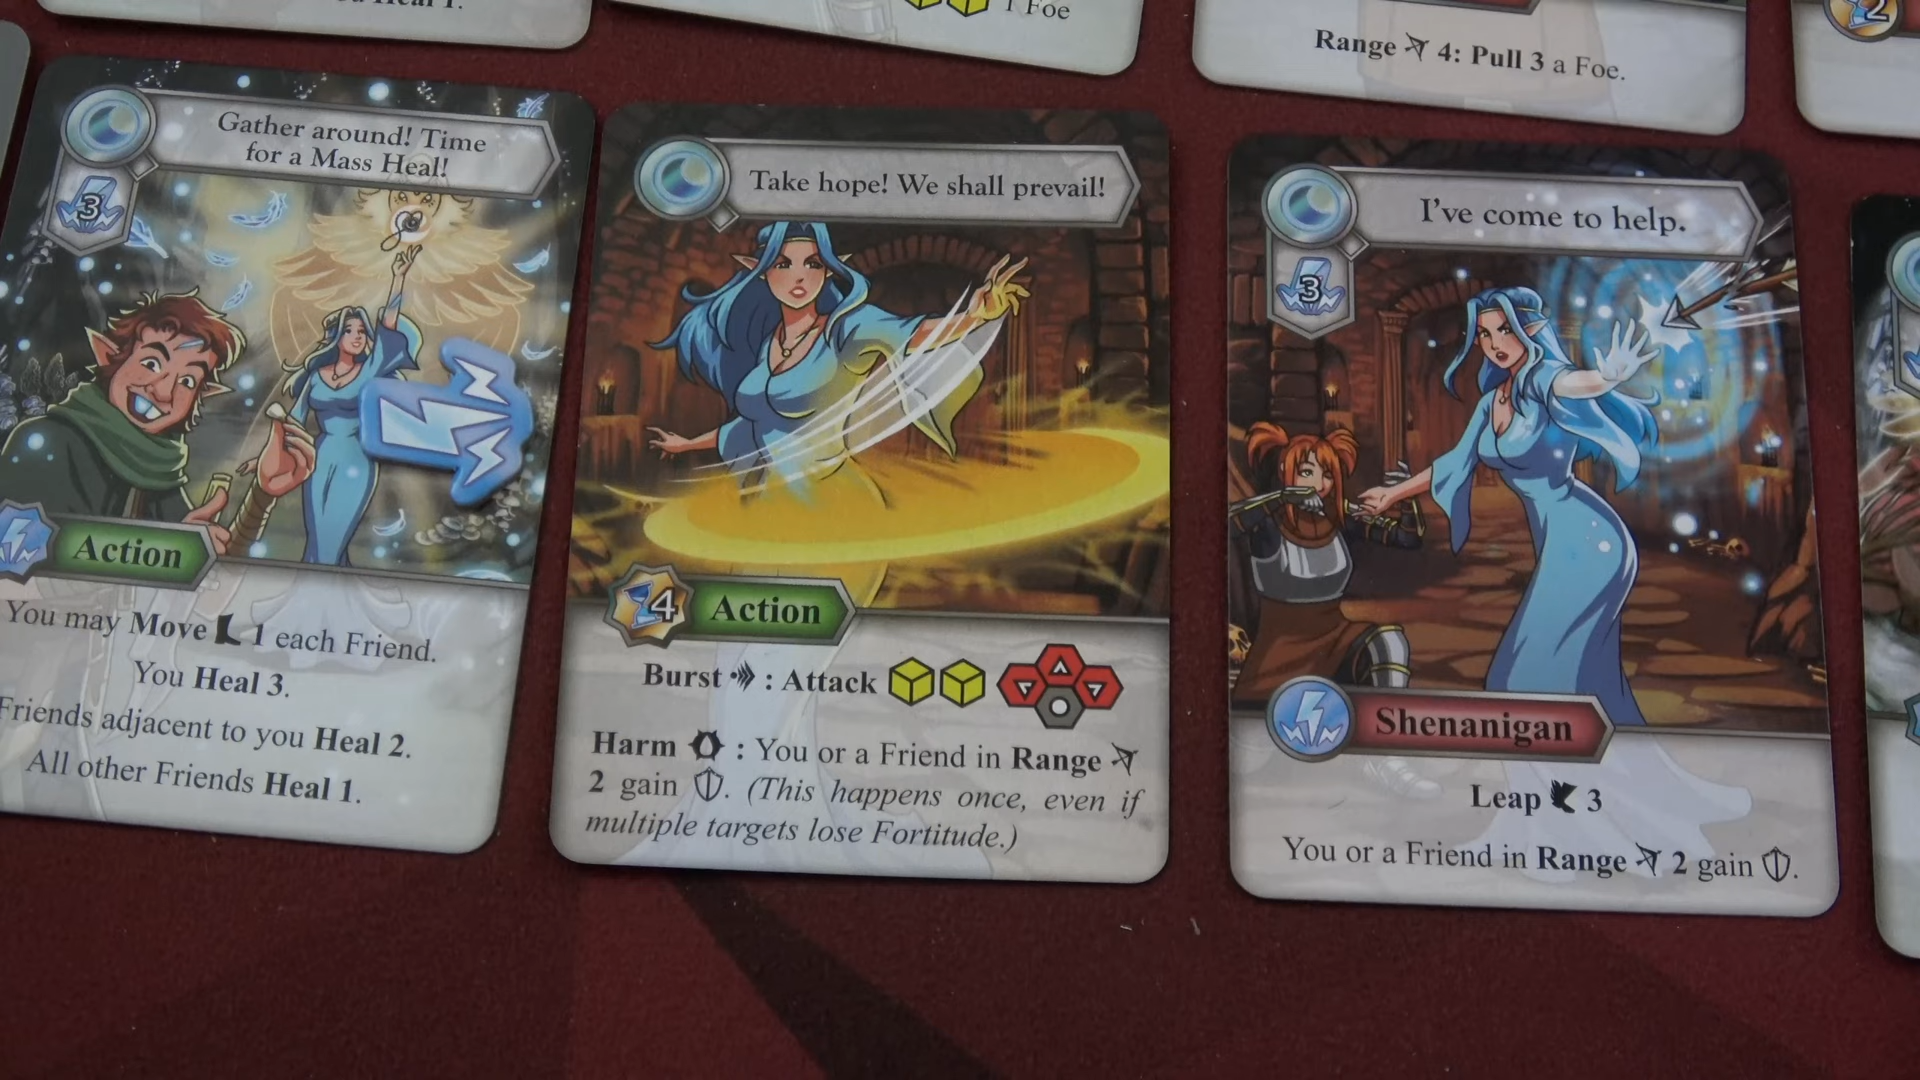 Heal 1.
1 Foe
Range 4: Pull 3 a Foe.
2
Gather around! Time
for a Mass Heal!
3
Action
You may Move 1 each Friend.
You Heal 3.
Friends adjacent to you Heal 2.
All other Friends Heal 1.
Take hope! We shall prevail!
4
Action
Burst : Attack
Harm : You or a Friend in Range
2 gain . (This happens once, even if
multiple targets lose Fortitude.)
I've come to help.
3
Shenanigan
Leap 3
You or a Friend in Range 2 gain .